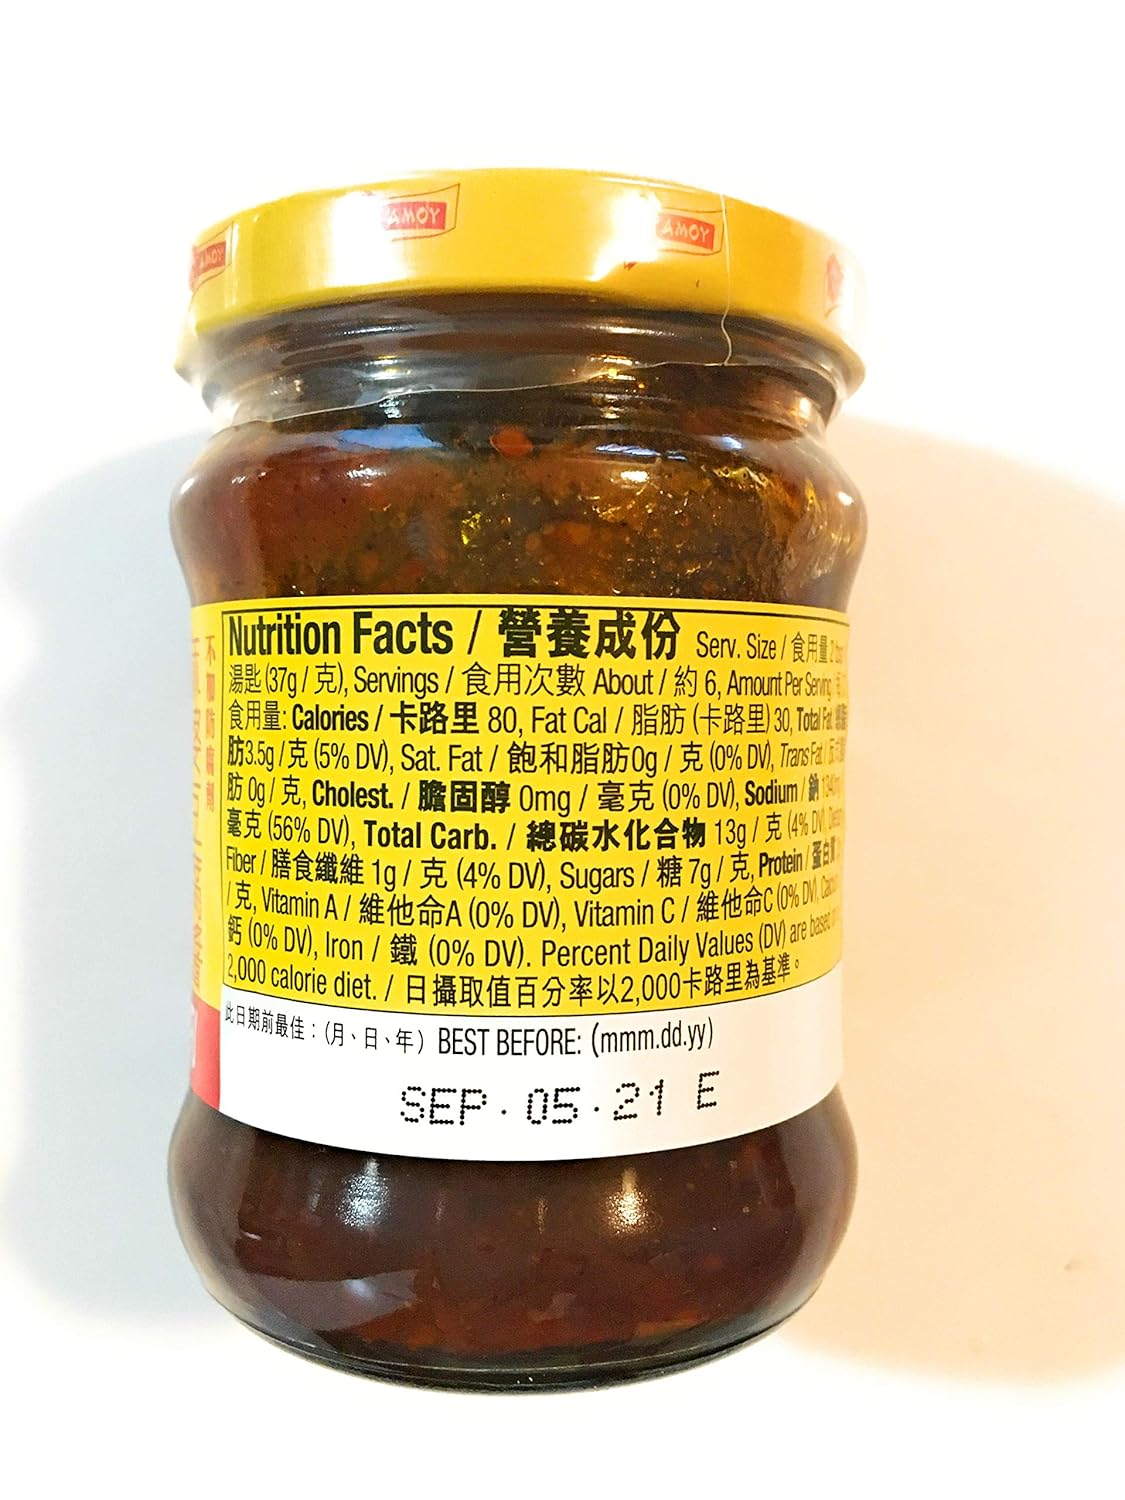 AMOY
AMOY
AMOY
不加防腐劑
Nutrition Facts / 營養成份 Serv. Size / 食用量 2
湯匙 (37g / 克), Servings / 食用次數 About / 約 6, Amount Per Serving
食用量: Calories / 卡路里 80, Fat Cal / 脂肪 (卡路里) 30, Total Fat
肪3.5g / 克 (5% DV), Sat. Fat / 飽和脂肪0g / 克 (0% DV), Trans Fat /
肪 0g / 克, Cholest. / 膽固醇 0mg / 毫克 (0% DV), Sodium / 鈉
毫克 (56% DV), Total Carb. / 總碳水化合物 13g / 克 (4% DV),
Fiber / 膳食纖維 1g / 克 (4% DV), Sugars / 糖 7g / 克, Protein / 蛋白質
/ 克, Vitamin A / 維他命A (0% DV), Vitamin C / 維他命C (0% DV),
鈣 (0% DV), Iron / 鐵 (0% DV). Percent Daily Values (DV) are based
2,000 calorie diet. / 日攝取值百分率以2,000卡路里為基準。
此日期前最佳：(月、日、年) BEST BEFORE: (mmm.dd.yy)
SEP. 05. 21 E